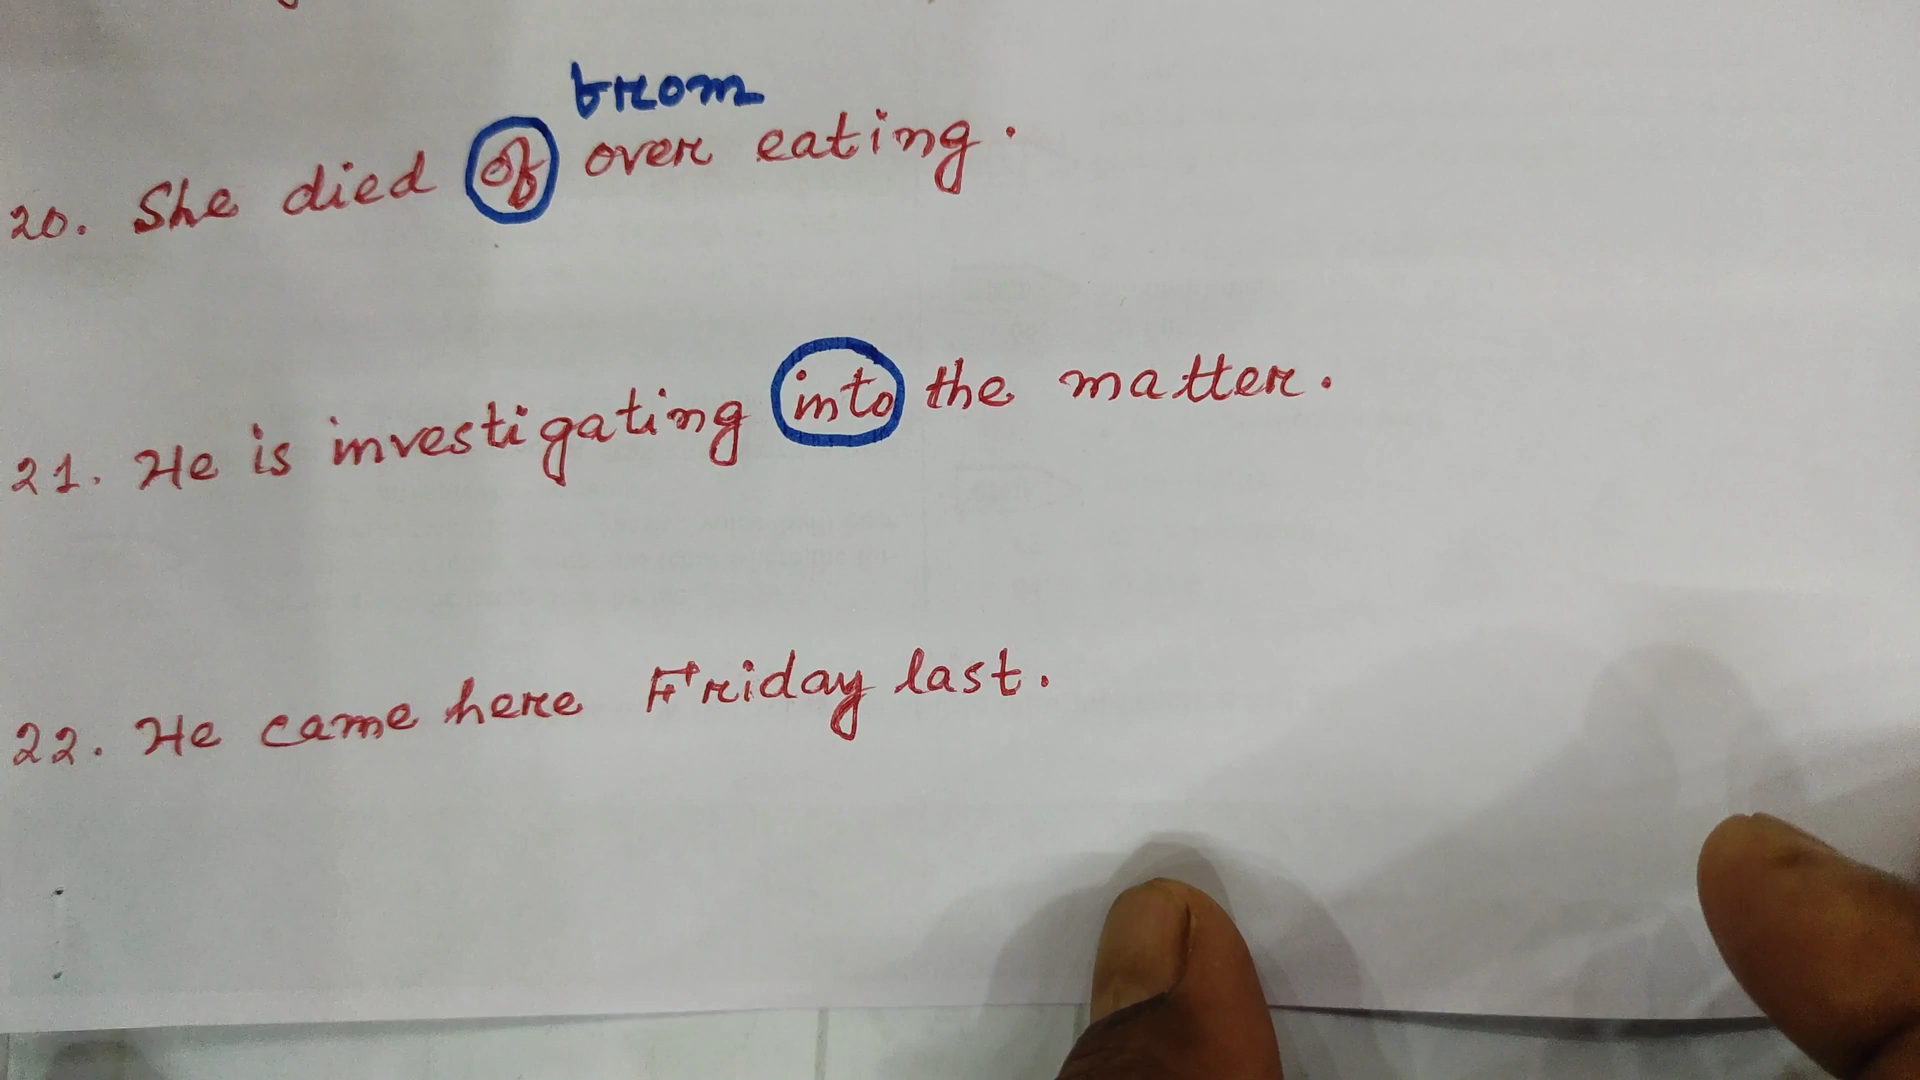 from
20. She died of over eating.
21. He is investigating into the matter.
22. He came here Friday last.